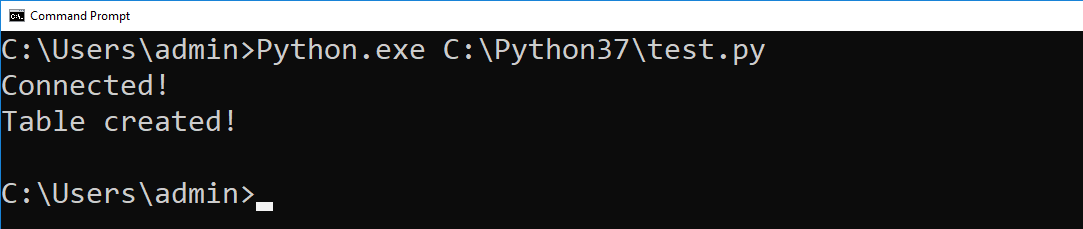 Command Prompt
C:\Users\admin>Python.exe C:\Python37\test.py
Connected!
Table created!
C:\Users\admin>